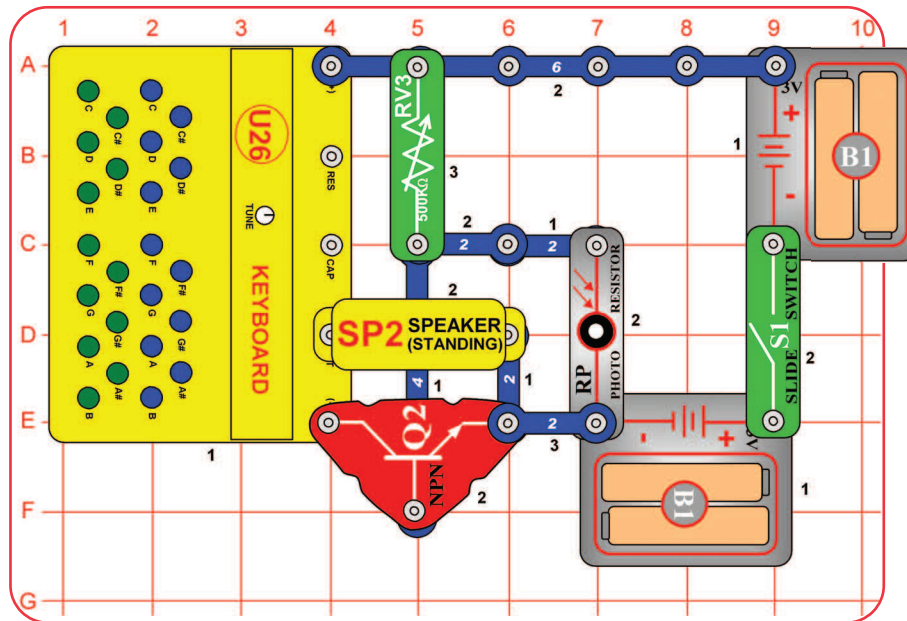 1 2 3 4 5 6 7 8 9 10
A
B
C
D
E
F
G
C
C#
D
D#
E
F
F#
G
G#
A
A#
B
C
C#
D
D#
E
F
F#
G
G#
A
A#
B
U26
TUNE
KEYBOARD
RES
CAP
1
RV3
500KΩ
3
6
2
3V
+
-
1
B1
2
2
1
2
2
SP2 SPEAKER
(STANDING)
4
1
2
1
RP
PHOTO RESISTOR
2
S1
SLIDE SWITCH
2
Q2
NPN
2
2
3
-
+
B1
1